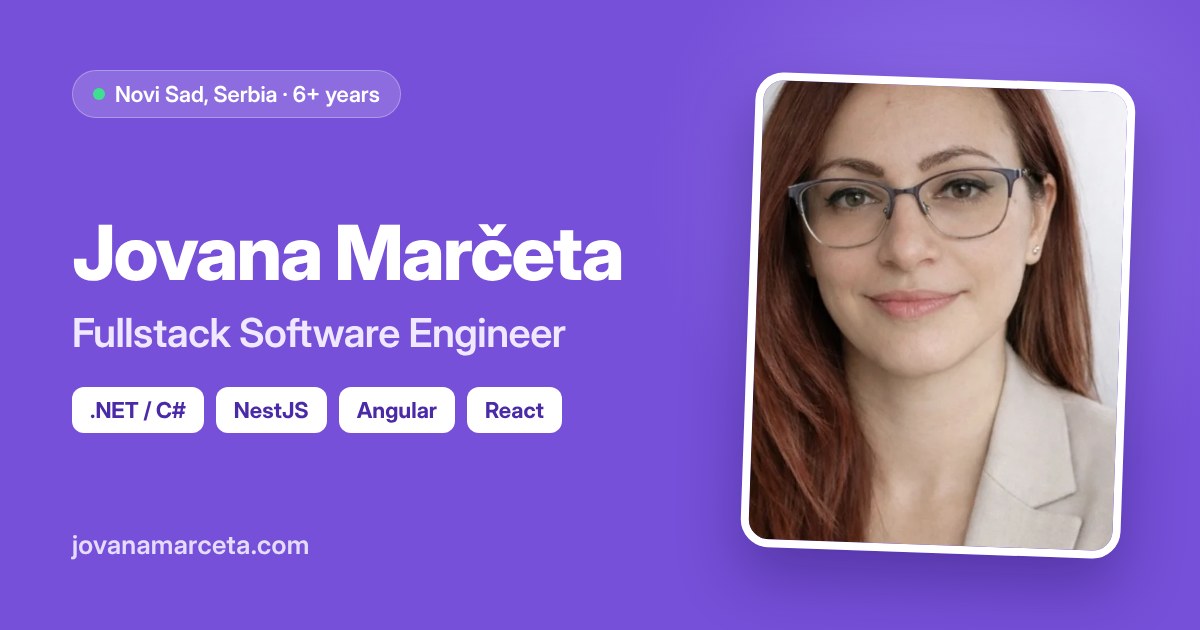 Novi Sad, Serbia · 6+ years
Jovana Marčeta
Fullstack Software Engineer
.NET / C# NestJS Angular React
jovanamarceta.com